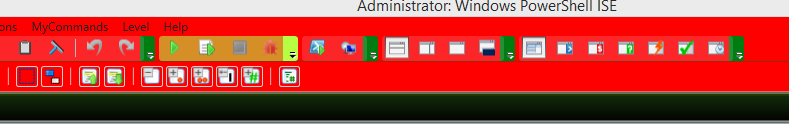 Administrator: Windows PowerShell ISE
ons MyCommands Level Help